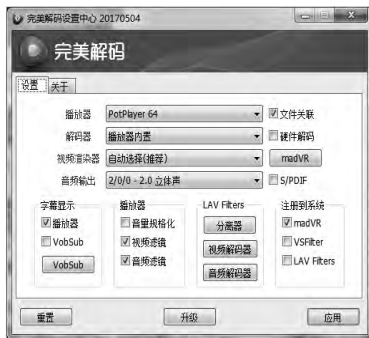 完美解码设置中心 20170504
完美解码
设置 关于
播放器 PotPlayer 64 文件关联
解码器 播放器内置 硬件解码
视频渲染器 自动选择(推荐) madVR
音频输出 2/0/0 - 2.0 立体声 S/PDIF
字幕显示 播放器 LAV Filters 注册到系统
播放器 音量规格化 分离器 madVR
VobSub 视频滤镜 视频解码器 VSFilter
VobSub 音频滤镜 音频解码器 LAV Filters
重置 升级 应用